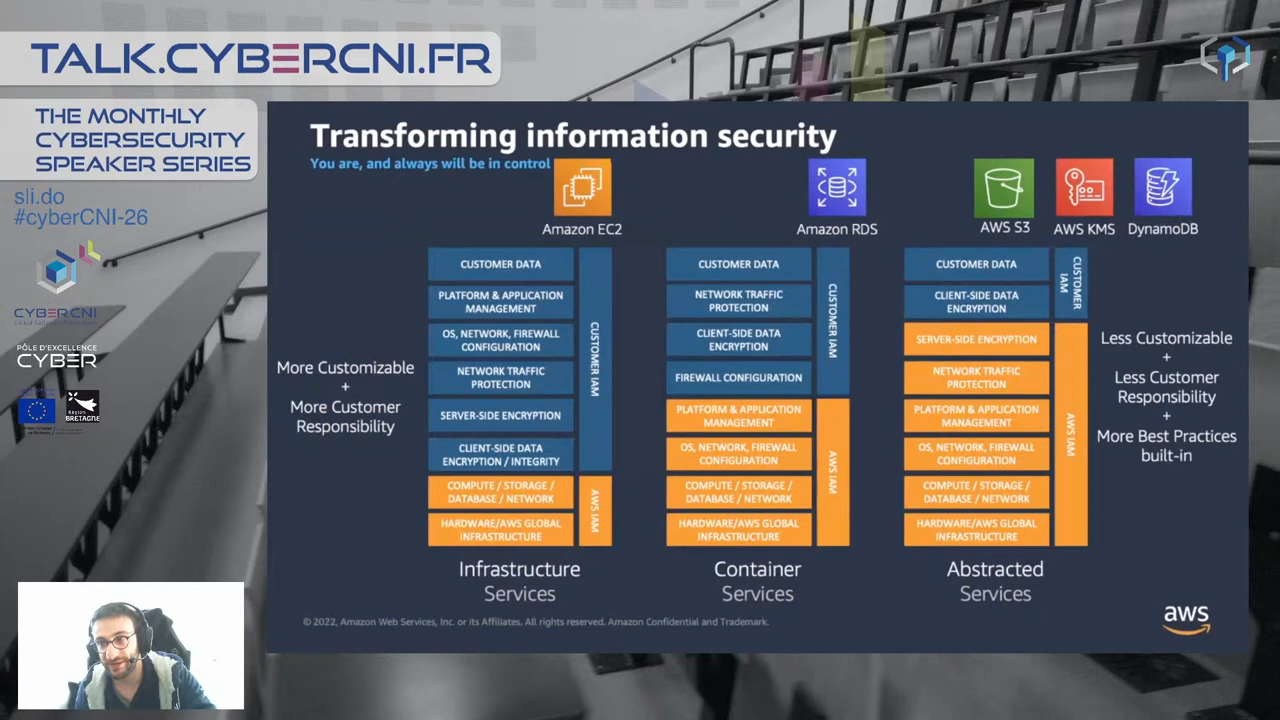 TALK.CYBERCNI.FR
THE MONTHLY
CYBERSECURITY
SPEAKER SERIES
sli.do
#cyberCNI-26
CYBER CNI
PÔLE D'EXCELLENCE
CYBER
Région
BRETAGNE
Transforming information security
You are, and always will be in control
Amazon EC2
Amazon RDS
AWS S3
AWS KMS
DynamoDB
More Customizable
+
More Customer
Responsibility
CUSTOMER DATA
PLATFORM & APPLICATION
MANAGEMENT
OS, NETWORK, FIREWALL
CONFIGURATION
NETWORK TRAFFIC
PROTECTION
SERVER-SIDE ENCRYPTION
CLIENT-SIDE DATA
ENCRYPTION / INTEGRITY
COMPUTE / STORAGE /
DATABASE / NETWORK
HARDWARE/AWS GLOBAL
INFRASTRUCTURE
CUSTOMER IAM
AWS IAM
Infrastructure
Services
CUSTOMER DATA
NETWORK TRAFFIC
PROTECTION
CLIENT-SIDE DATA
ENCRYPTION
FIREWALL CONFIGURATION
PLATFORM & APPLICATION
MANAGEMENT
OS, NETWORK, FIREWALL
CONFIGURATION
COMPUTE / STORAGE /
DATABASE / NETWORK
HARDWARE/AWS GLOBAL
INFRASTRUCTURE
CUSTOMER IAM
AWS IAM
Container
Services
CUSTOMER DATA
CLIENT-SIDE DATA
ENCRYPTION
SERVER-SIDE ENCRYPTION
NETWORK TRAFFIC
PROTECTION
PLATFORM & APPLICATION
MANAGEMENT
OS, NETWORK, FIREWALL
CONFIGURATION
COMPUTE / STORAGE /
DATABASE / NETWORK
HARDWARE/AWS GLOBAL
INFRASTRUCTURE
CUSTOMER
IAM
AWS IAM
Abstracted
Services
Less Customizable
+
Less Customer
Responsibility
+
More Best Practices
built-in
© 2022, Amazon Web Services, Inc. or its Affiliates. All rights reserved. Amazon Confidential and Trademark.
aws